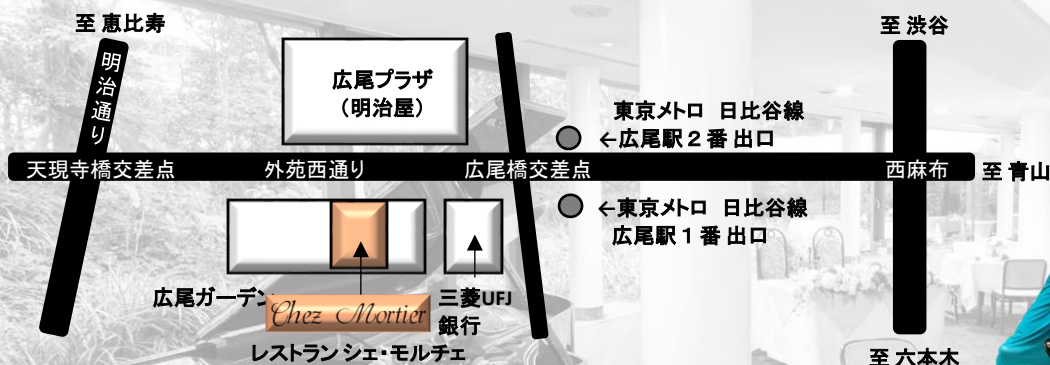 至 恵比寿
至 渋谷
明治通り
広尾プラザ
（明治屋）
東京メトロ 日比谷線
←広尾駅２番 出口
天現寺橋交差点
外苑西通り
広尾橋交差点
西麻布
至 青山
←東京メトロ 日比谷線
広尾駅１番 出口
広尾ガーデン
Chez Mortier
三菱UFJ
銀行
レストラン シェ・モルチェ
至 六本木